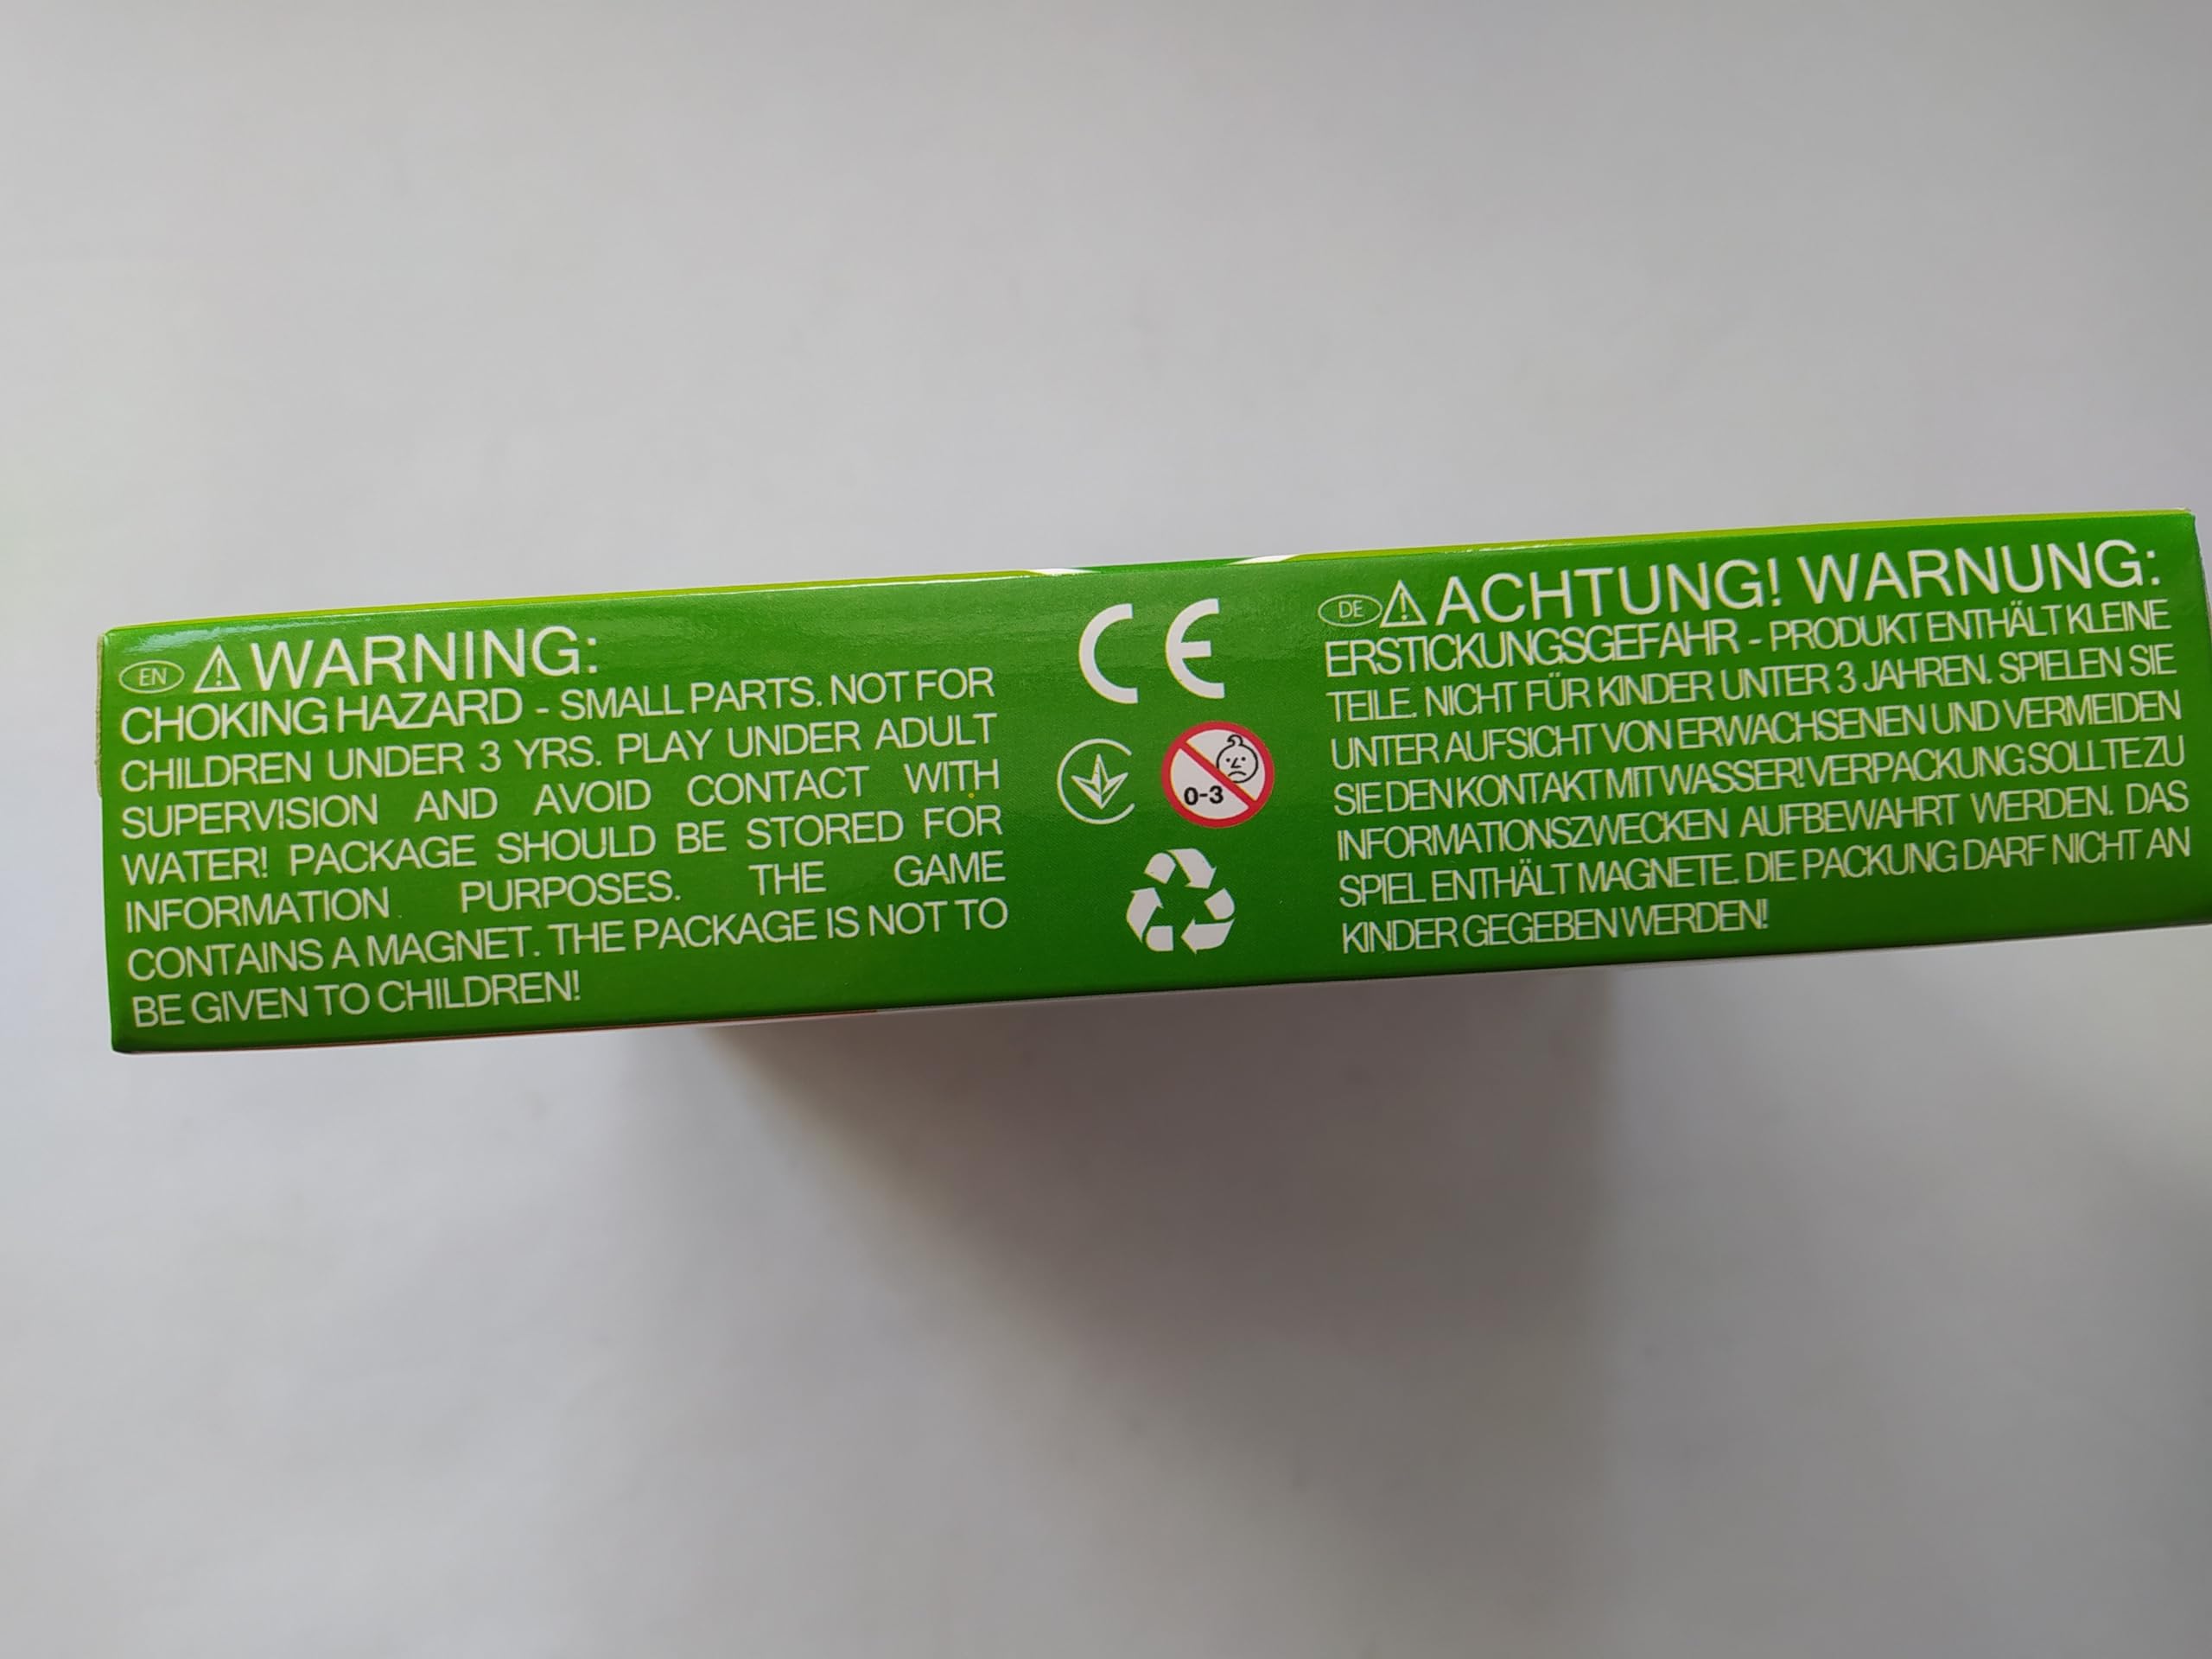 EN WARNING:
CHOKING HAZARD - SMALL PARTS. NOT FOR
CHILDREN UNDER 3 YRS. PLAY UNDER ADULT
SUPERVISION AND AVOID CONTACT WITH
WATER! PACKAGE SHOULD BE STORED FOR
INFORMATION PURPOSES. THE GAME
CONTAINS A MAGNET. THE PACKAGE IS NOT TO
BE GIVEN TO CHILDREN!
CE
0-3
DE ACHTUNG! WARNUNG:
ERSTICKUNGSGEFAHR - PRODUKT ENTHÄLT KLEINE
TEILE. NICHT FÜR KINDER UNTER 3 JAHREN. SPIELEN SIE
UNTER AUFSICHT VON ERWACHSENEN UND VERMEIDEN
SIE DEN KONTAKT MIT WASSER! VERPACKUNG SOLLTE ZU
INFORMATIONSZWECKEN AUFBEWAHRT WERDEN. DAS
SPIEL ENTHÄLT MAGNETE. DIE PACKUNG DARF NICHT AN
KINDER GEGEBEN WERDEN!